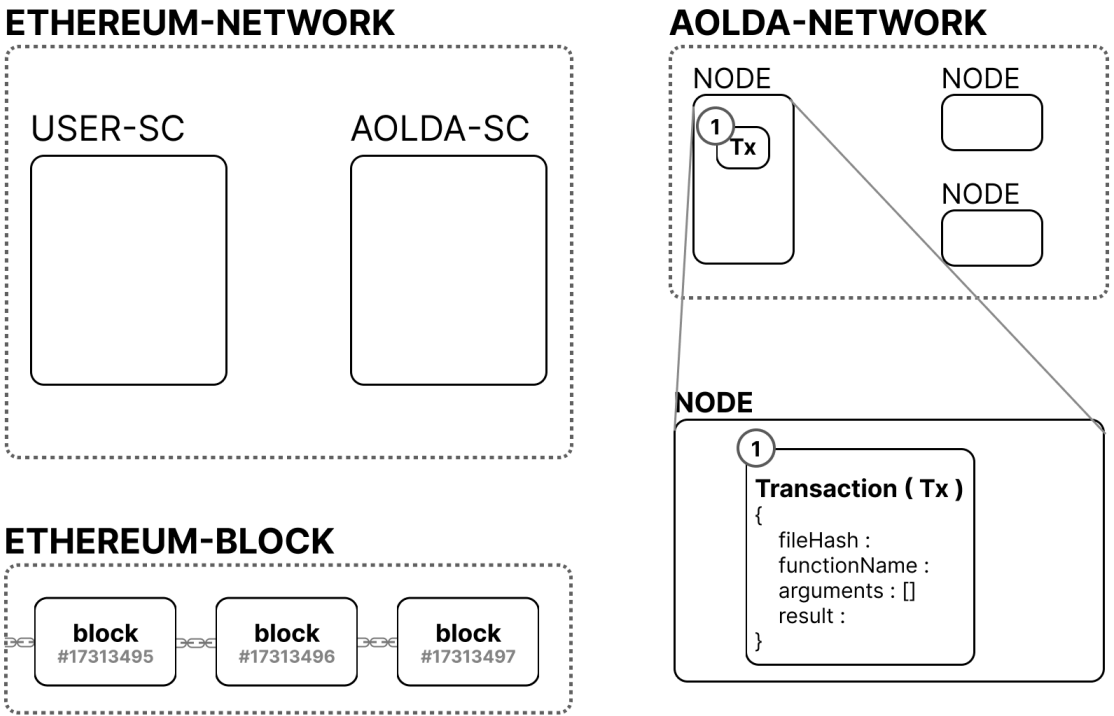 ETHEREUM-NETWORK
USER-SC
AOLDA-SC
ETHEREUM-BLOCK
block
#17313495
block
#17313496
block
#17313497
AOLDA-NETWORK
NODE
1
Tx
NODE
NODE
NODE
1
Transaction ( Tx )
{
fileHash :
functionName :
arguments : []
result :
}